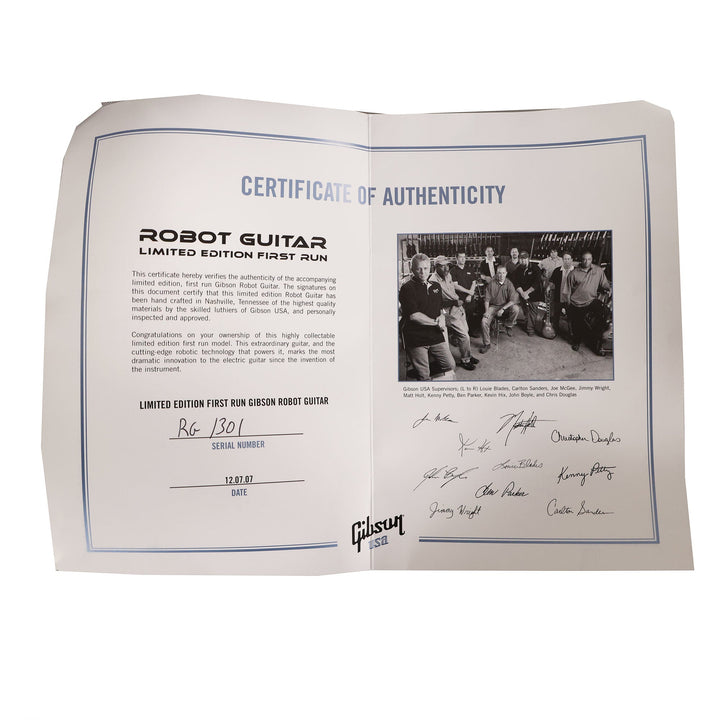 CERTIFICATE OF AUTHENTICITY
ROBOT GUITAR
LIMITED EDITION FIRST RUN
This certificate hereby verifies the authenticity of the accompanying
limited edition, first run Gibson Robot Guitar. The signatures on
this document certify that this limited edition Robot Guitar has
been hand crafted in Nashville, Tennessee of the highest quality
materials by the skilled luthiers of Gibson USA, and personally
inspected and approved.
Congratulations on your ownership of this highly collectable
limited edition first run model. This extraordinary guitar, and the
cutting-edge robotic technology that powers it, marks the most
dramatic innovation to the electric guitar since the invention of
the instrument.
LIMITED EDITION FIRST RUN GIBSON ROBOT GUITAR
RG 1301
SERIAL NUMBER
12.07.07
DATE
Gibson USA Supervisors; (L to R) Louie Blades, Carlton Sanders, Joe McGee, Jimmy Wright,
Matt Holt, Kenny Petty, Ben Parker, Kevin Hix, John Boyle, and Chris Douglas
Christopher Douglas
Louie Blades
Kenny Petty
Jimmy Wright
Carlton Sanders
Gibson
USA